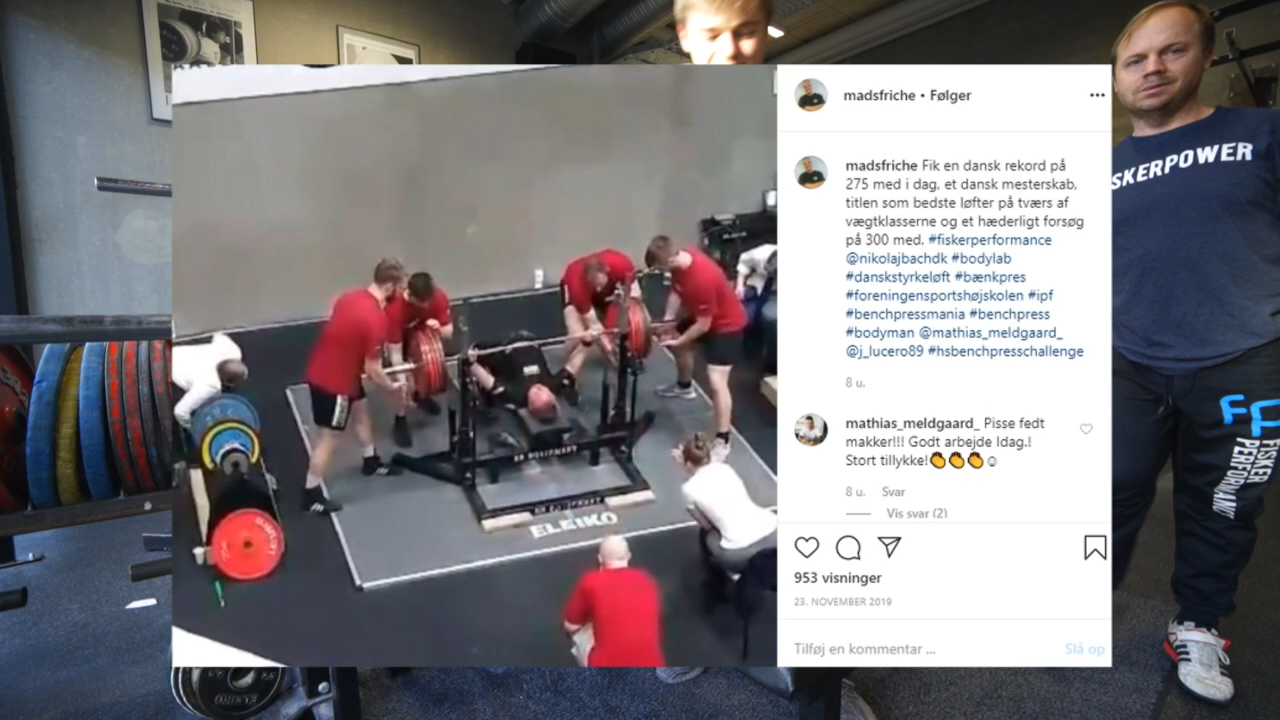 madsfriche • Følger
madsfriche Fik en dansk rekord på
275 med i dag, et dansk mesterskab,
titlen som bedste løfter på tværs af
vægtklasserne og et hæderligt forsøg
på 300 med. #fiskerperformance
@nikolajbachdk #bodylab
#danskstyrkeløft #bænkpres
#foreningensportshøjskolen #ipf
#benchpressmania #benchpress
#bodyman @mathias_meldgaard_
@j_lucero89 #hsbenchpresschallenge
8 u.
mathias_meldgaard_ Pisse fedt
makker!!! Godt arbejde Idag.!
Stort tillykke!👏👏👏☺
8 u. Svar
Vis svar (2)
953 visninger
23. NOVEMBER 2019
Tilføj en kommentar ...
Slå op
ELEIKO
SKERPOWER
FF
FISKER
ELEIKO